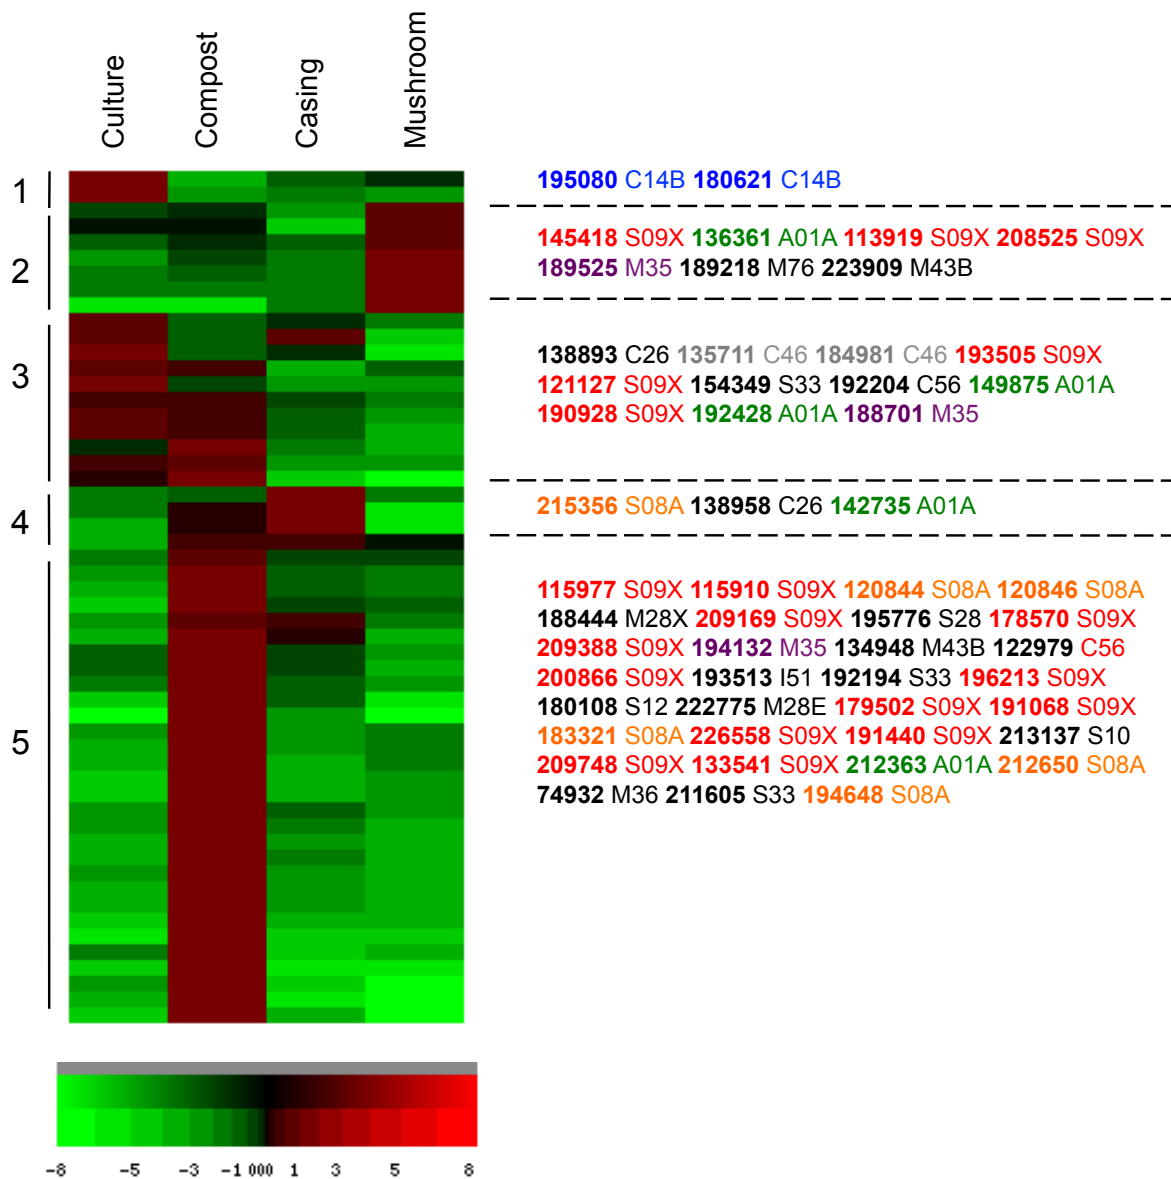 Culture Compost Casing Mushroom
1
195080 C14B 180621 C14B
2
145418 S09X 136361 A01A 113919 S09X 208525 S09X
189525 M35 189218 M76 223909 M43B
3
138893 C26 135711 C46 184981 C46 193505 S09X
121127 S09X 154349 S33 192204 C56 149875 A01A
190928 S09X 192428 A01A 188701 M35
4
215356 S08A 138958 C26 142735 A01A
5
115977 S09X 115910 S09X 120844 S08A 120846 S08A
188444 M28X 209169 S09X 195776 S28 178570 S09X
209388 S09X 194132 M35 134948 M43B 122979 C56
200866 S09X 193513 I51 192194 S33 196213 S09X
180108 S12 222775 M28E 179502 S09X 191068 S09X
183321 S08A 226558 S09X 191440 S09X 213137 S10
209748 S09X 133541 S09X 212363 A01A 212650 S08A
74932 M36 211605 S33 194648 S08A
-8 -5 -3 -1 000 1 3 5 8